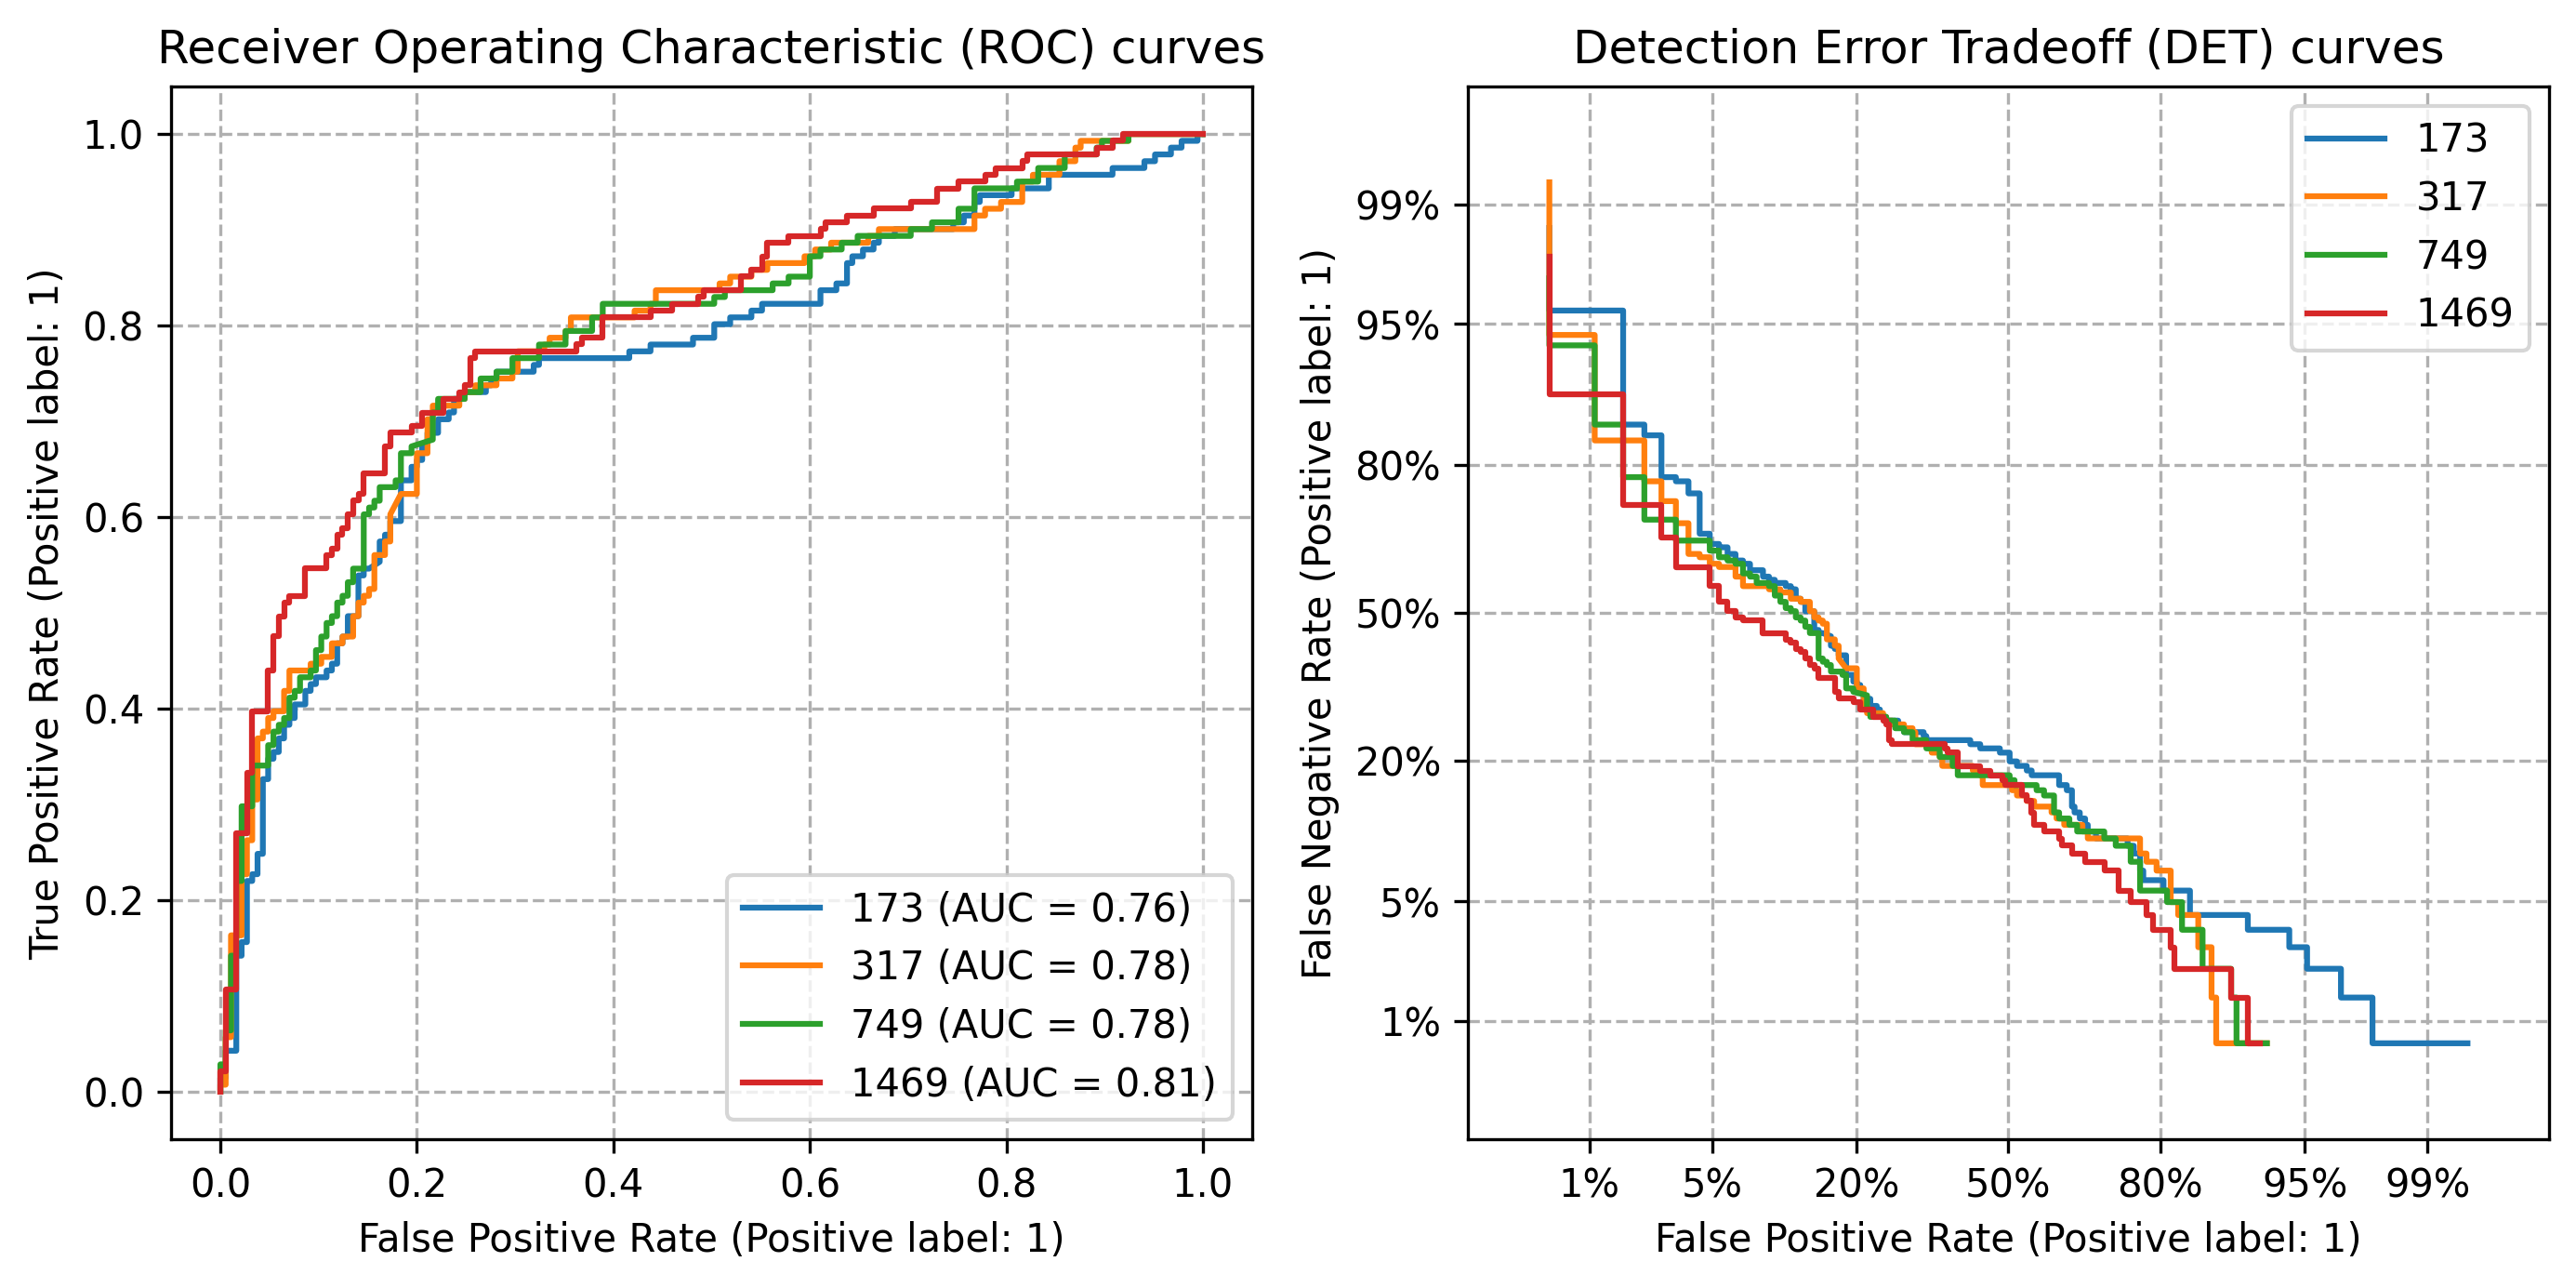 Receiver Operating Characteristic (ROC) curves
True Positive Rate (Positive label: 1)
1.0
0.8
0.6
0.4
0.2
0.0
173 (AUC = 0.76)
317 (AUC = 0.78)
749 (AUC = 0.78)
1469 (AUC = 0.81)
0.0 0.2 0.4 0.6 0.8 1.0
False Positive Rate (Positive label: 1)
Detection Error Tradeoff (DET) curves
False Negative Rate (Positive label: 1)
99%
95%
80%
50%
20%
5%
1%
173
317
749
1469
1% 5% 20% 50% 80% 95% 99%
False Positive Rate (Positive label: 1)